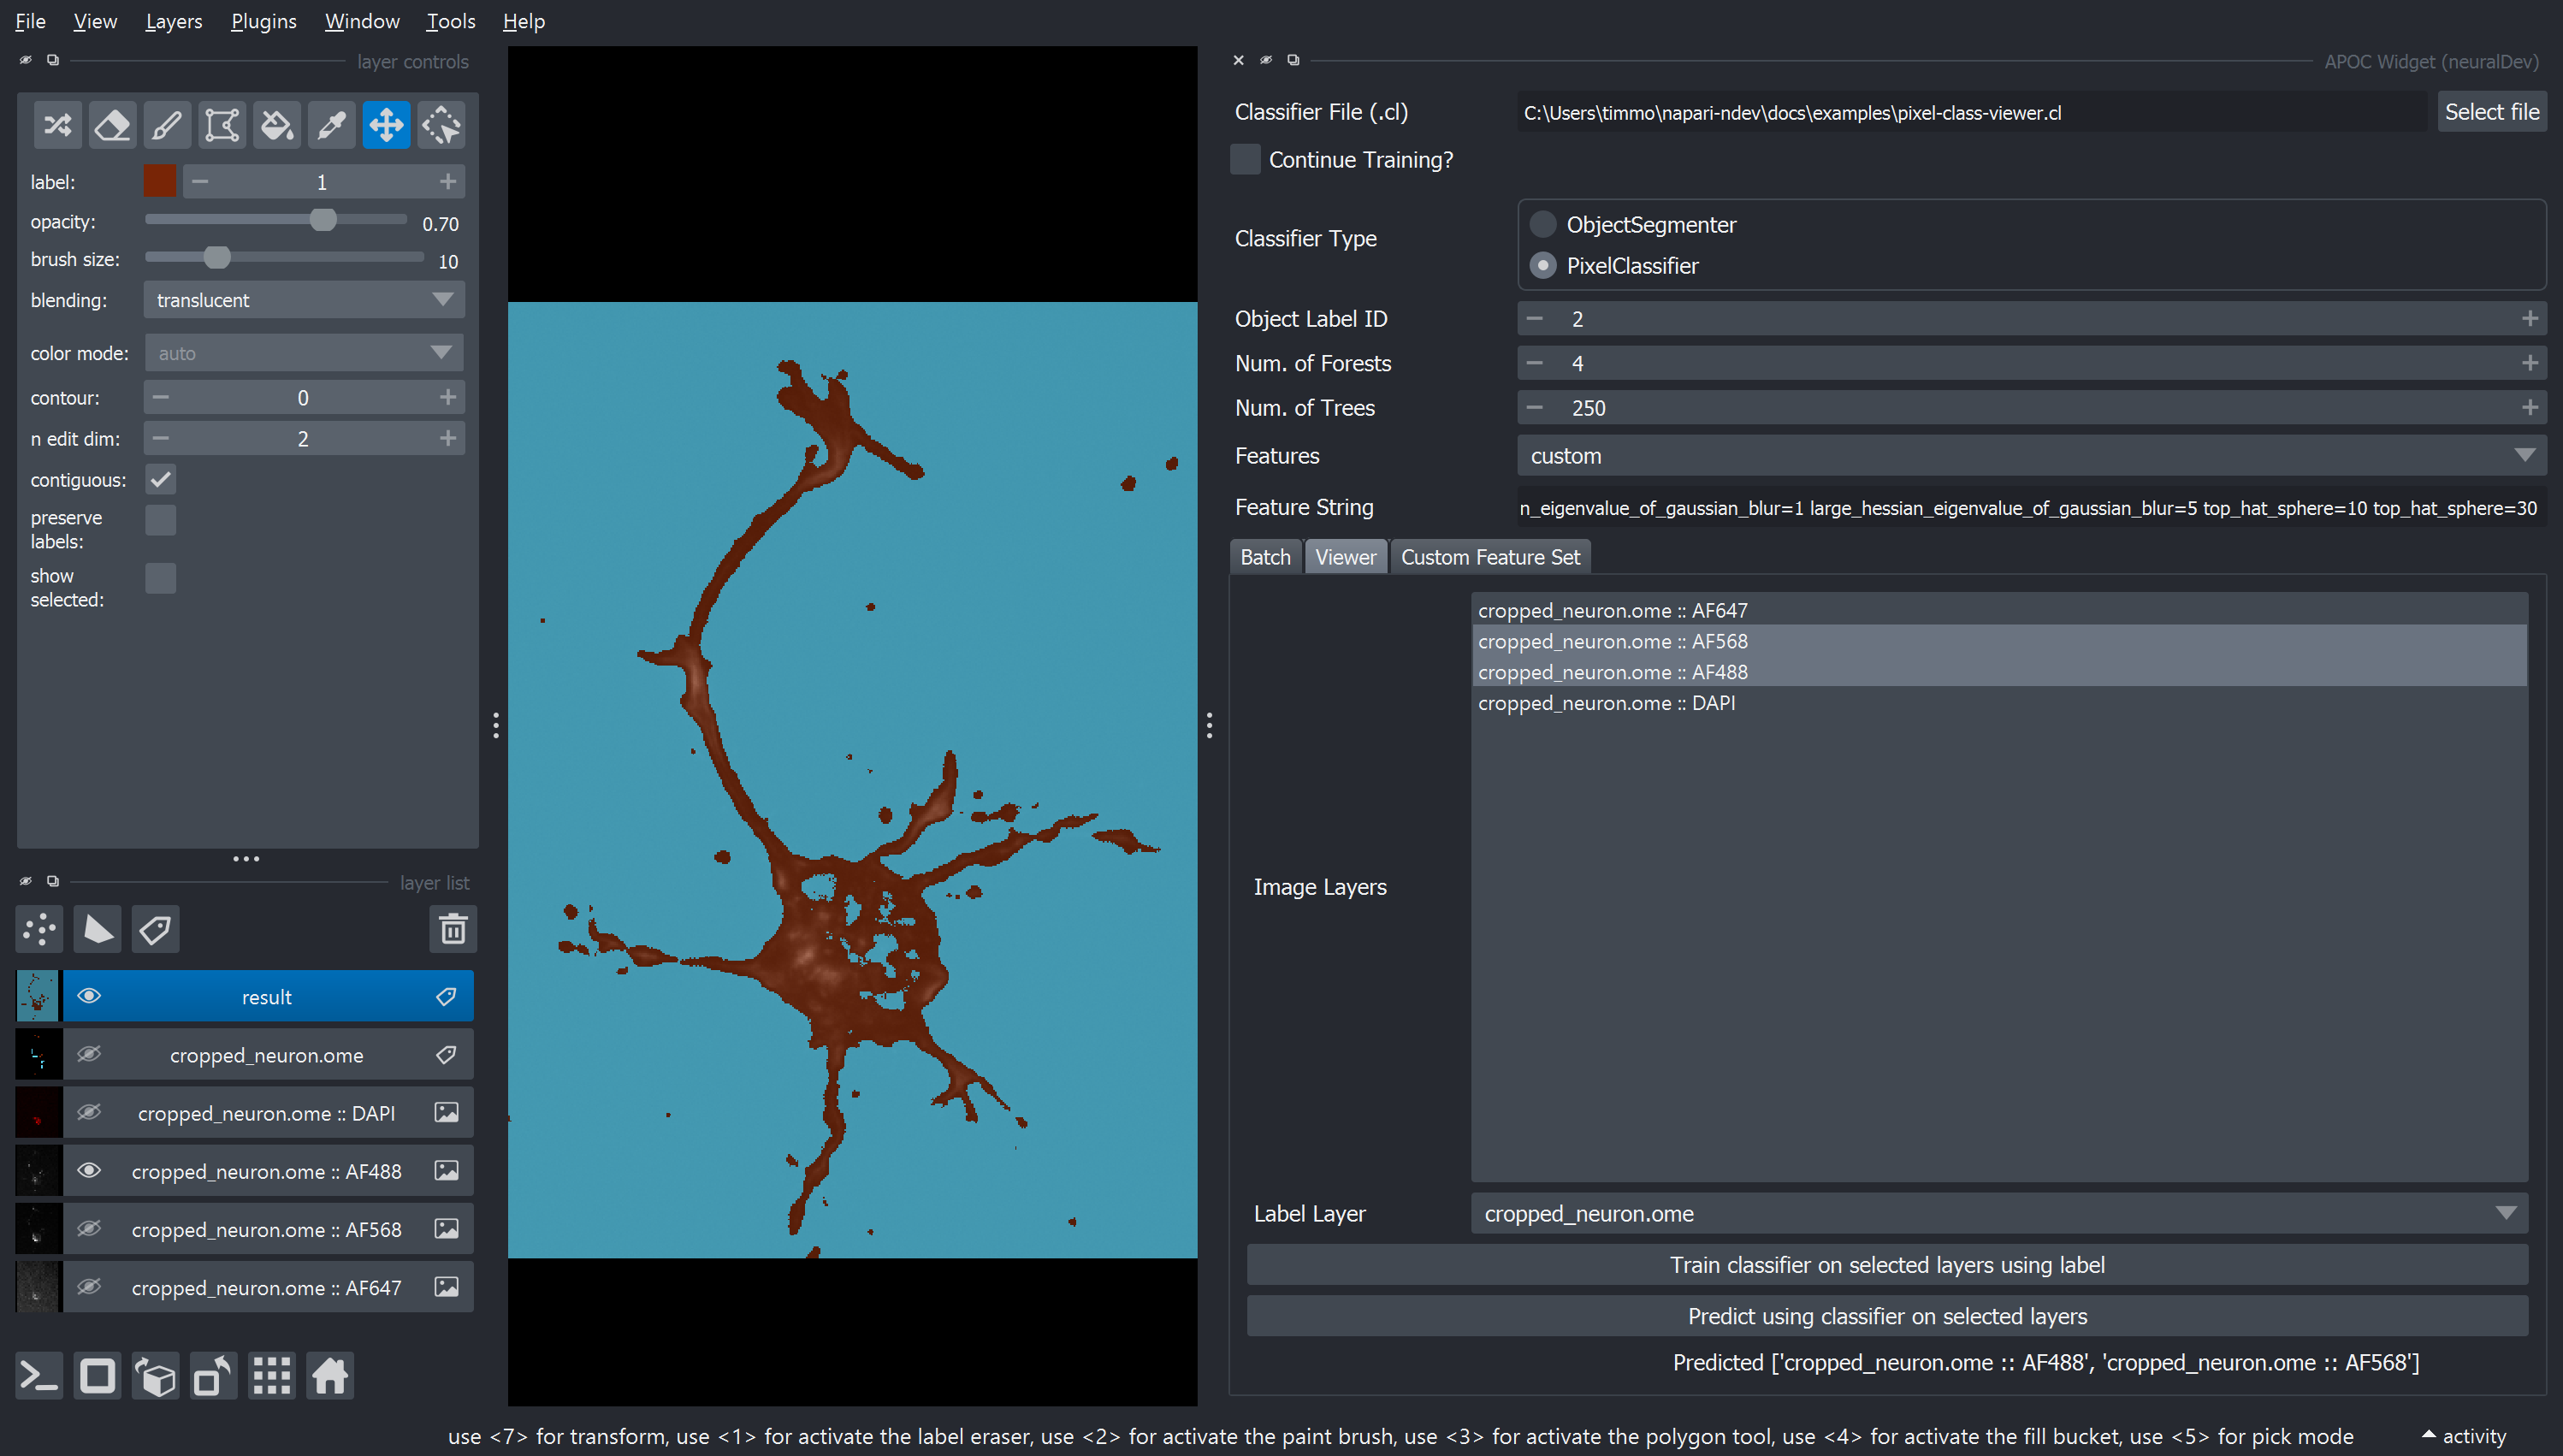 File View Layers Plugins Window Tools Help
layer controls
label: 1
opacity: 0.70
brush size: 10
blending: translucent
color mode: auto
contour: 0
n edit dim: 2
contiguous:
preserve
labels:
show
selected:
layer list
result
cropped_neuron.ome
cropped_neuron.ome :: DAPI
cropped_neuron.ome :: AF488
cropped_neuron.ome :: AF568
cropped_neuron.ome :: AF647
APOC Widget (neuralDev)
Classifier File (.cl) C:\Users\timmo\napari-ndev\docs\examples\pixel-class-viewer.cl Select file
Continue Training?
Classifier Type
ObjectSegmenter
PixelClassifier
Object Label ID 2
Num. of Forests 4
Num. of Trees 250
Features custom
Feature String n_eigenvalue_of_gaussian_blur=1 large_hessian_eigenvalue_of_gaussian_blur=5 top_hat_sphere=10 top_hat_sphere=30
Batch Viewer Custom Feature Set
cropped_neuron.ome :: AF647
cropped_neuron.ome :: AF568
cropped_neuron.ome :: AF488
cropped_neuron.ome :: DAPI
Image Layers
Label Layer cropped_neuron.ome
Train classifier on selected layers using label
Predict using classifier on selected layers
Predicted ['cropped_neuron.ome :: AF488', 'cropped_neuron.ome :: AF568']
use <7> for transform, use <1> for activate the label eraser, use <2> for activate the paint brush, use <3> for activate the polygon tool, use <4> for activate the fill bucket, use <5> for pick mode activity